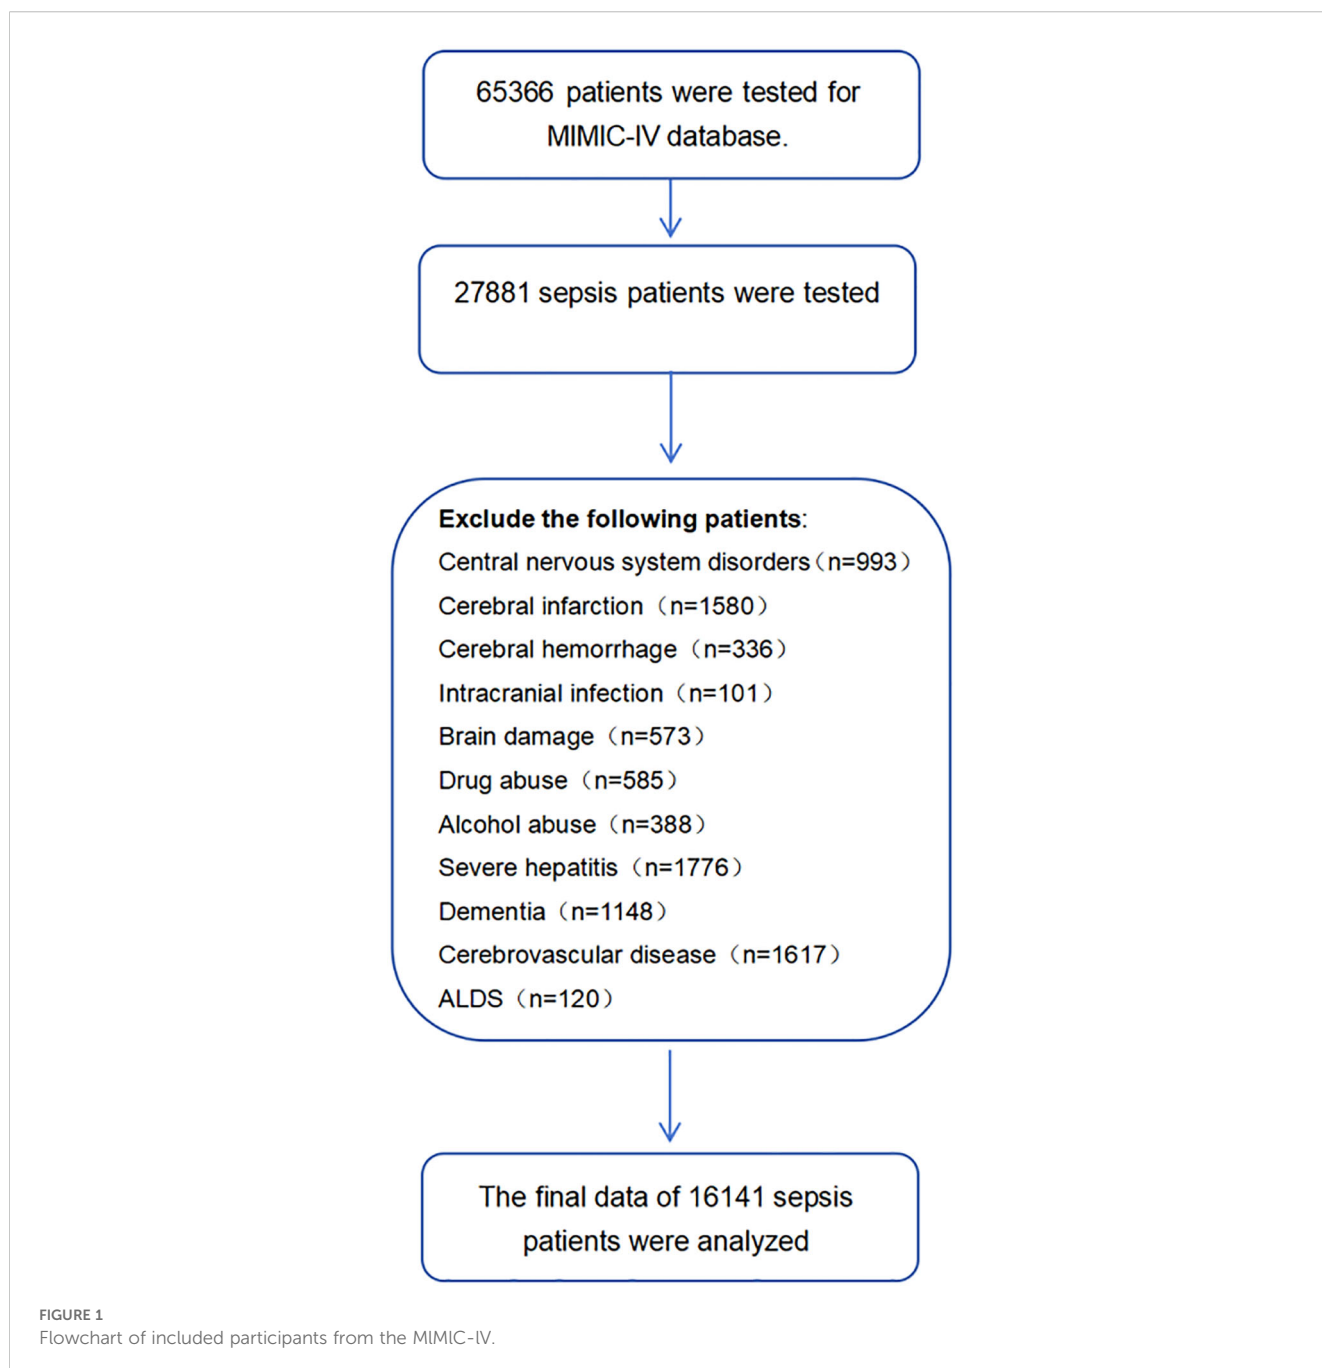 65366 patients were tested for
MIMIC-IV database.
27881 sepsis patients were tested
Exclude the following patients:
Central nervous system disorders（n=993）
Cerebral infarction（n=1580）
Cerebral hemorrhage（n=336）
Intracranial infection（n=101）
Brain damage（n=573）
Drug abuse（n=585）
Alcohol abuse（n=388）
Severe hepatitis（n=1776）
Dementia（n=1148）
Cerebrovascular disease（n=1617）
ALDS（n=120）
The final data of 16141 sepsis
patients were analyzed
FIGURE 1
Flowchart of included participants from the MIMIC-IV.